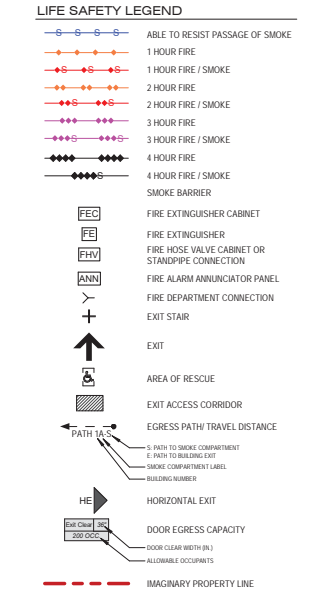 LIFE SAFETY LEGEND
S S S S ABLE TO RESIST PASSAGE OF SMOKE
1 HOUR FIRE
S S S 1 HOUR FIRE / SMOKE
2 HOUR FIRE
S S 2 HOUR FIRE / SMOKE
3 HOUR FIRE
S S 3 HOUR FIRE / SMOKE
4 HOUR FIRE
S 4 HOUR FIRE / SMOKE
SMOKE BARRIER
FEC FIRE EXTINGUISHER CABINET
FE FIRE EXTINGUISHER
FHV FIRE HOSE VALVE CABINET OR
STANDPIPE CONNECTION
ANN FIRE ALARM ANNUNCIATOR PANEL
FIRE DEPARTMENT CONNECTION
EXIT STAIR
EXIT
AREA OF RESCUE
EXIT ACCESS CORRIDOR
EGRESS PATH/ TRAVEL DISTANCE
PATH 1A-S
S: PATH TO SMOKE COMPARTMENT
E: PATH TO BUILDING EXIT
SMOKE COMPARTMENT LABEL
BUILDING NUMBER
HE HORIZONTAL EXIT
Exit Clear 36" DOOR EGRESS CAPACITY
200 OCC
DOOR CLEAR WIDTH (IN.)
ALLOWABLE OCCUPANTS
IMAGINARY PROPERTY LINE